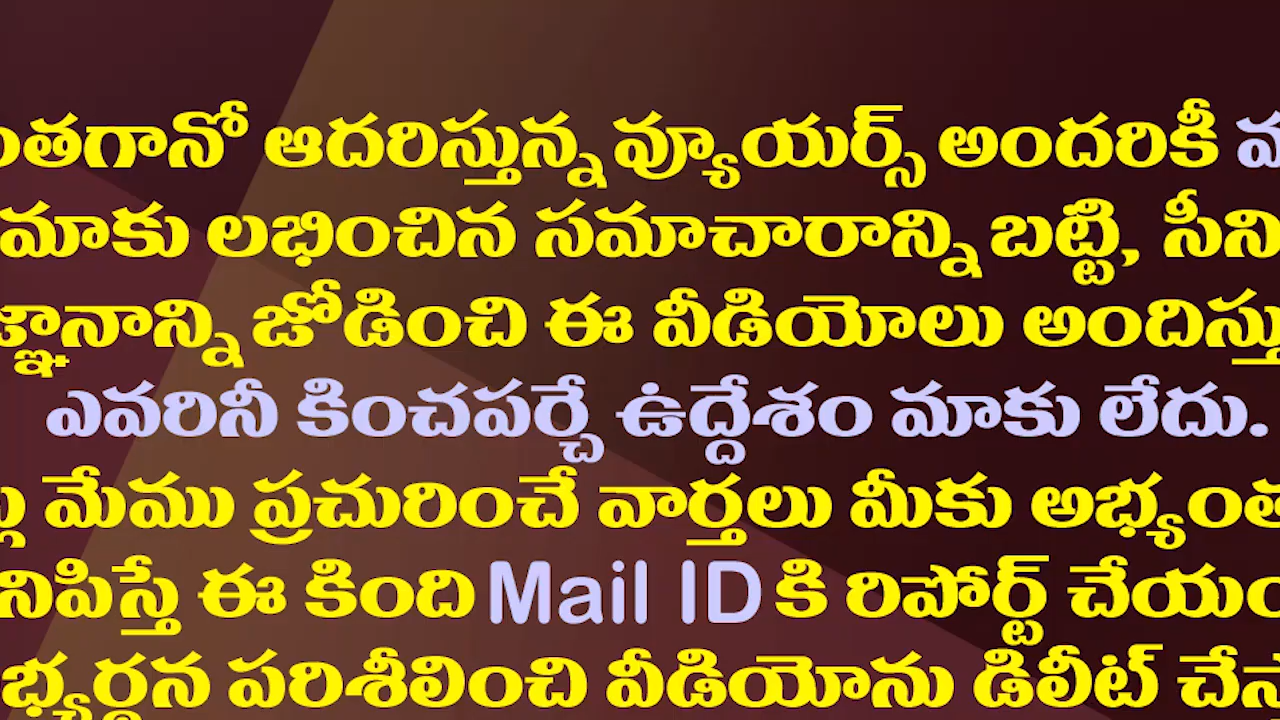 ంతగానో ఆదరిస్తున్న వ్యూయర్స్ అందరికీ
మాకు లభించిన సమాచారాన్ని బట్టి, సీని
జ్ఞానాన్ని జోడించి ఈ వీడియోలు అందిస్తు
ఎవరినీ కించపర్చే ఉద్దేశం మాకు లేదు.
మేము ప్రచురించే వార్తలు మీకు అభ్యంత
నిపిస్తే ఈ కింది Mail ID కి రిపోర్ట్ చేయం
భ్యర్థన పరిశీలించి వీడియోను డిలీట్ చేస